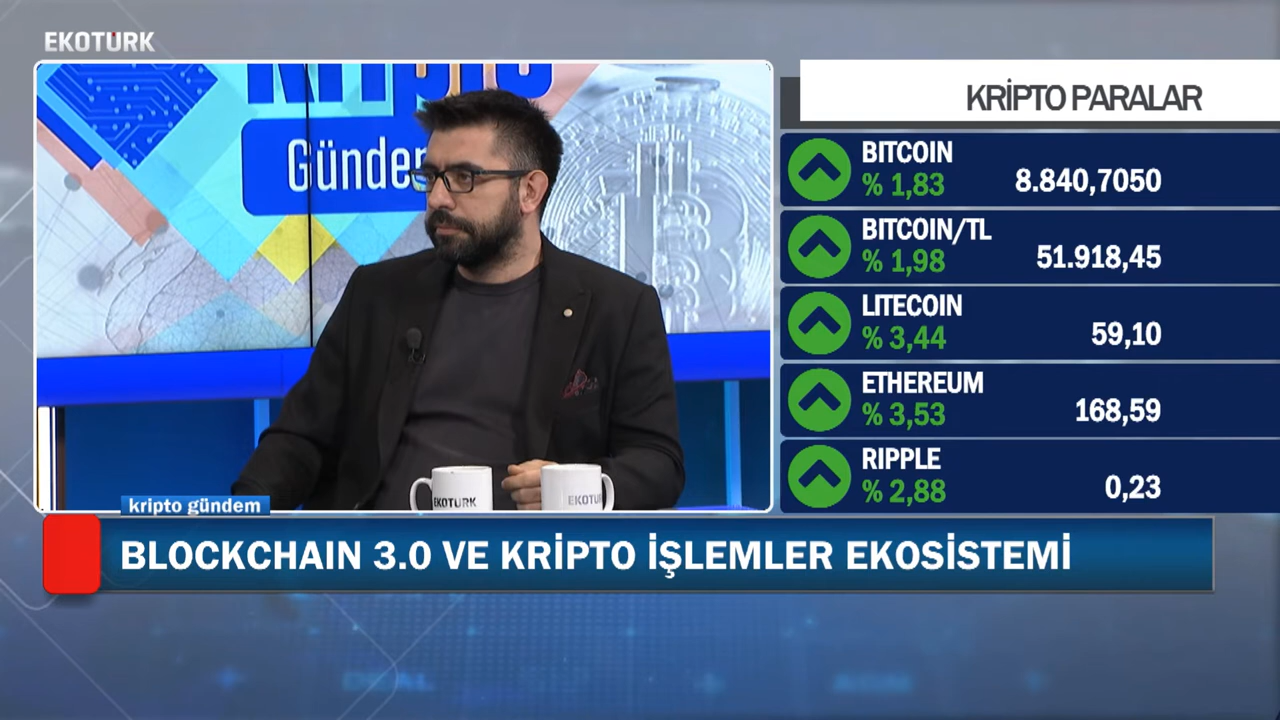 EKOTÜRK
Kripto
Gündem
EKOTURK
EKOTURK
KRİPTO PARALAR
BITCOIN
% 1,83
8.840,7050
BITCOIN/TL
% 1,98
51.918,45
LITECOIN
% 3,44
59,10
ETHEREUM
% 3,53
168,59
RIPPLE
% 2,88
0,23
kripto gündem
BLOCKCHAIN 3.0 VE KRİPTO İŞLEMLER EKOSİSTEMİ